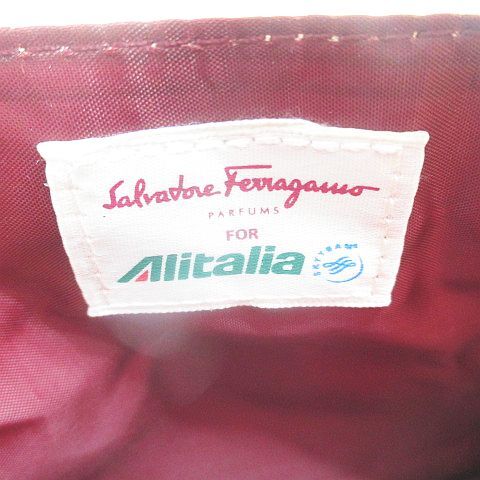 Salvatore Ferragamo
PARFUMS
FOR
Alitalia
SKYTEAM